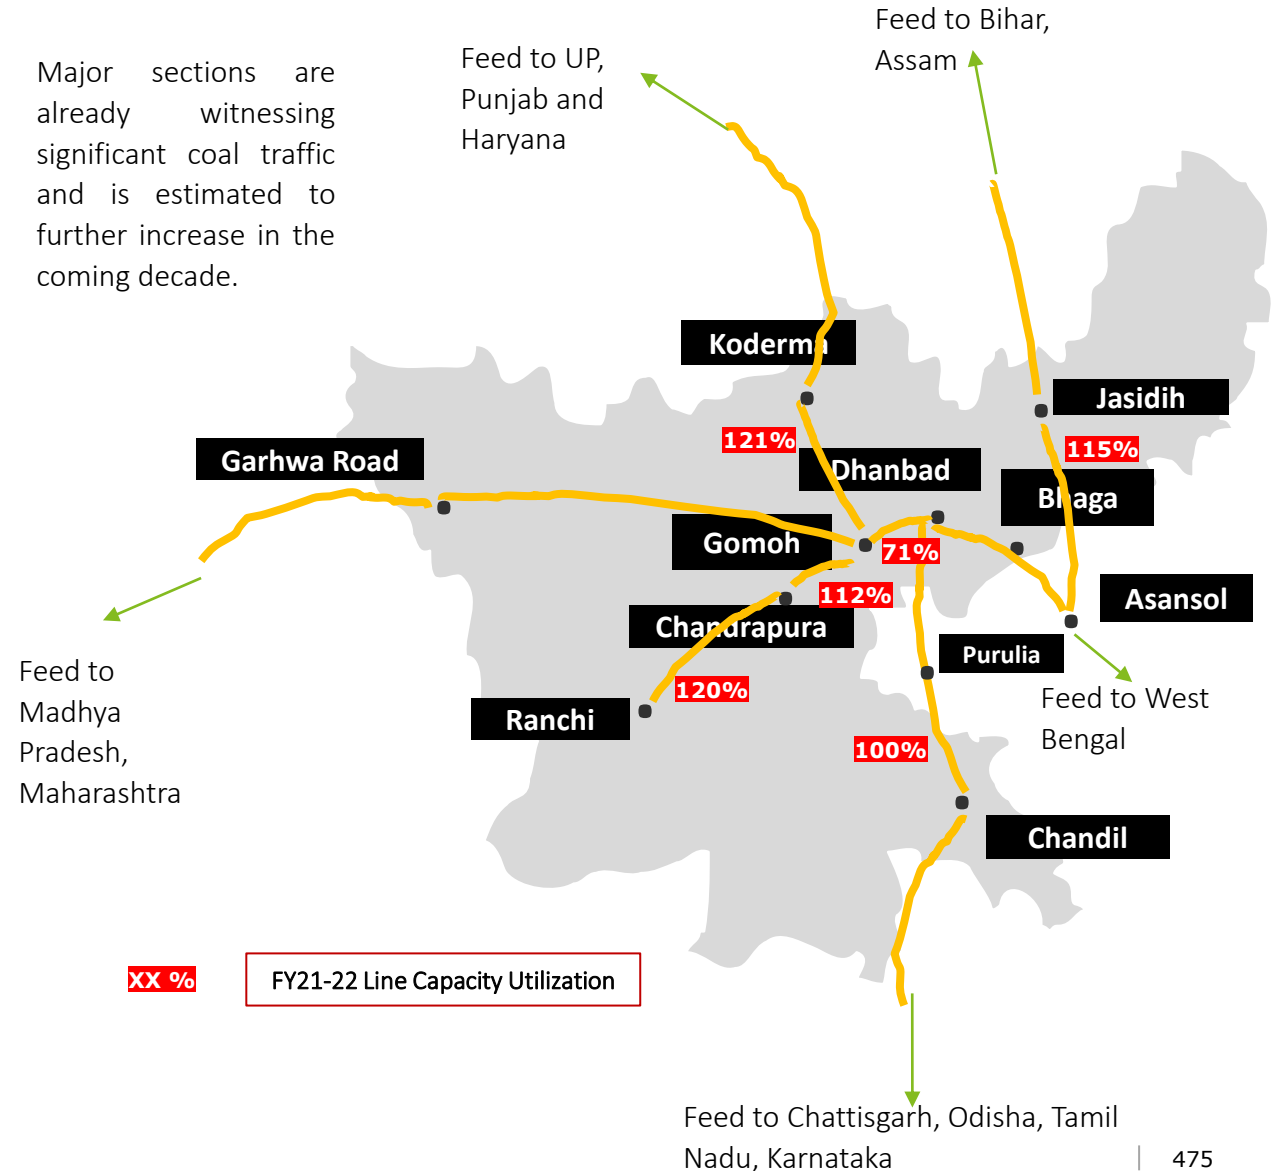 Major sections are
already witnessing
significant coal traffic
and is estimated to
further increase in the
coming decade.
Feed to UP,
Punjab and
Haryana
Feed to Bihar,
Assam
Koderma
Jasidih
121%
115%
Garhwa Road
Dhanbad
Bhaga
Gomoh
71%
112%
Asansol
Chandrapura
Purulia
120%
Ranchi
100%
Feed to West
Bengal
Feed to
Madhya
Pradesh,
Maharashtra
Chandil
XX %
FY21-22 Line Capacity Utilization
Feed to Chattisgarh, Odisha, Tamil
Nadu, Karnataka
475